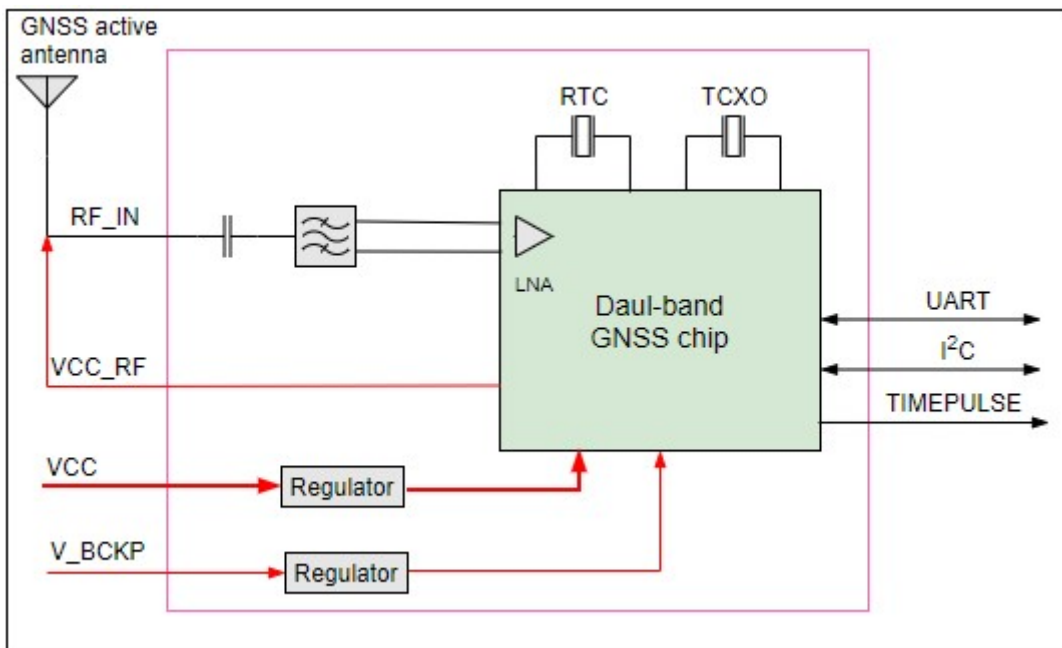 GNSS active
antenna
RTC
TCXO
RF_IN
LNA
Daul-band
GNSS chip
UART
I²C
VCC_RF
TIMEPULSE
VCC
Regulator
V_BCKP
Regulator